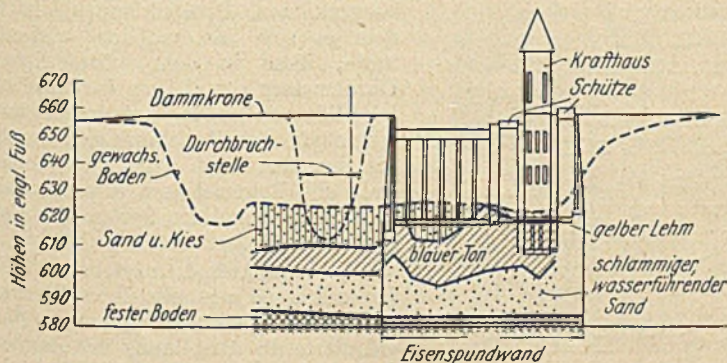 Höhen in engl. Fuß
670
660
650
640
630
620
610
600
590
580
Dammkrone
Krafthaus
Schütze
gewachs.
Boden
Durchbruch-
stelle
Sand u. Kies
blauer Ton
gelber Lehm
schlammiger,
wasserführender
Sand
fester Boden
Eisenspundwand